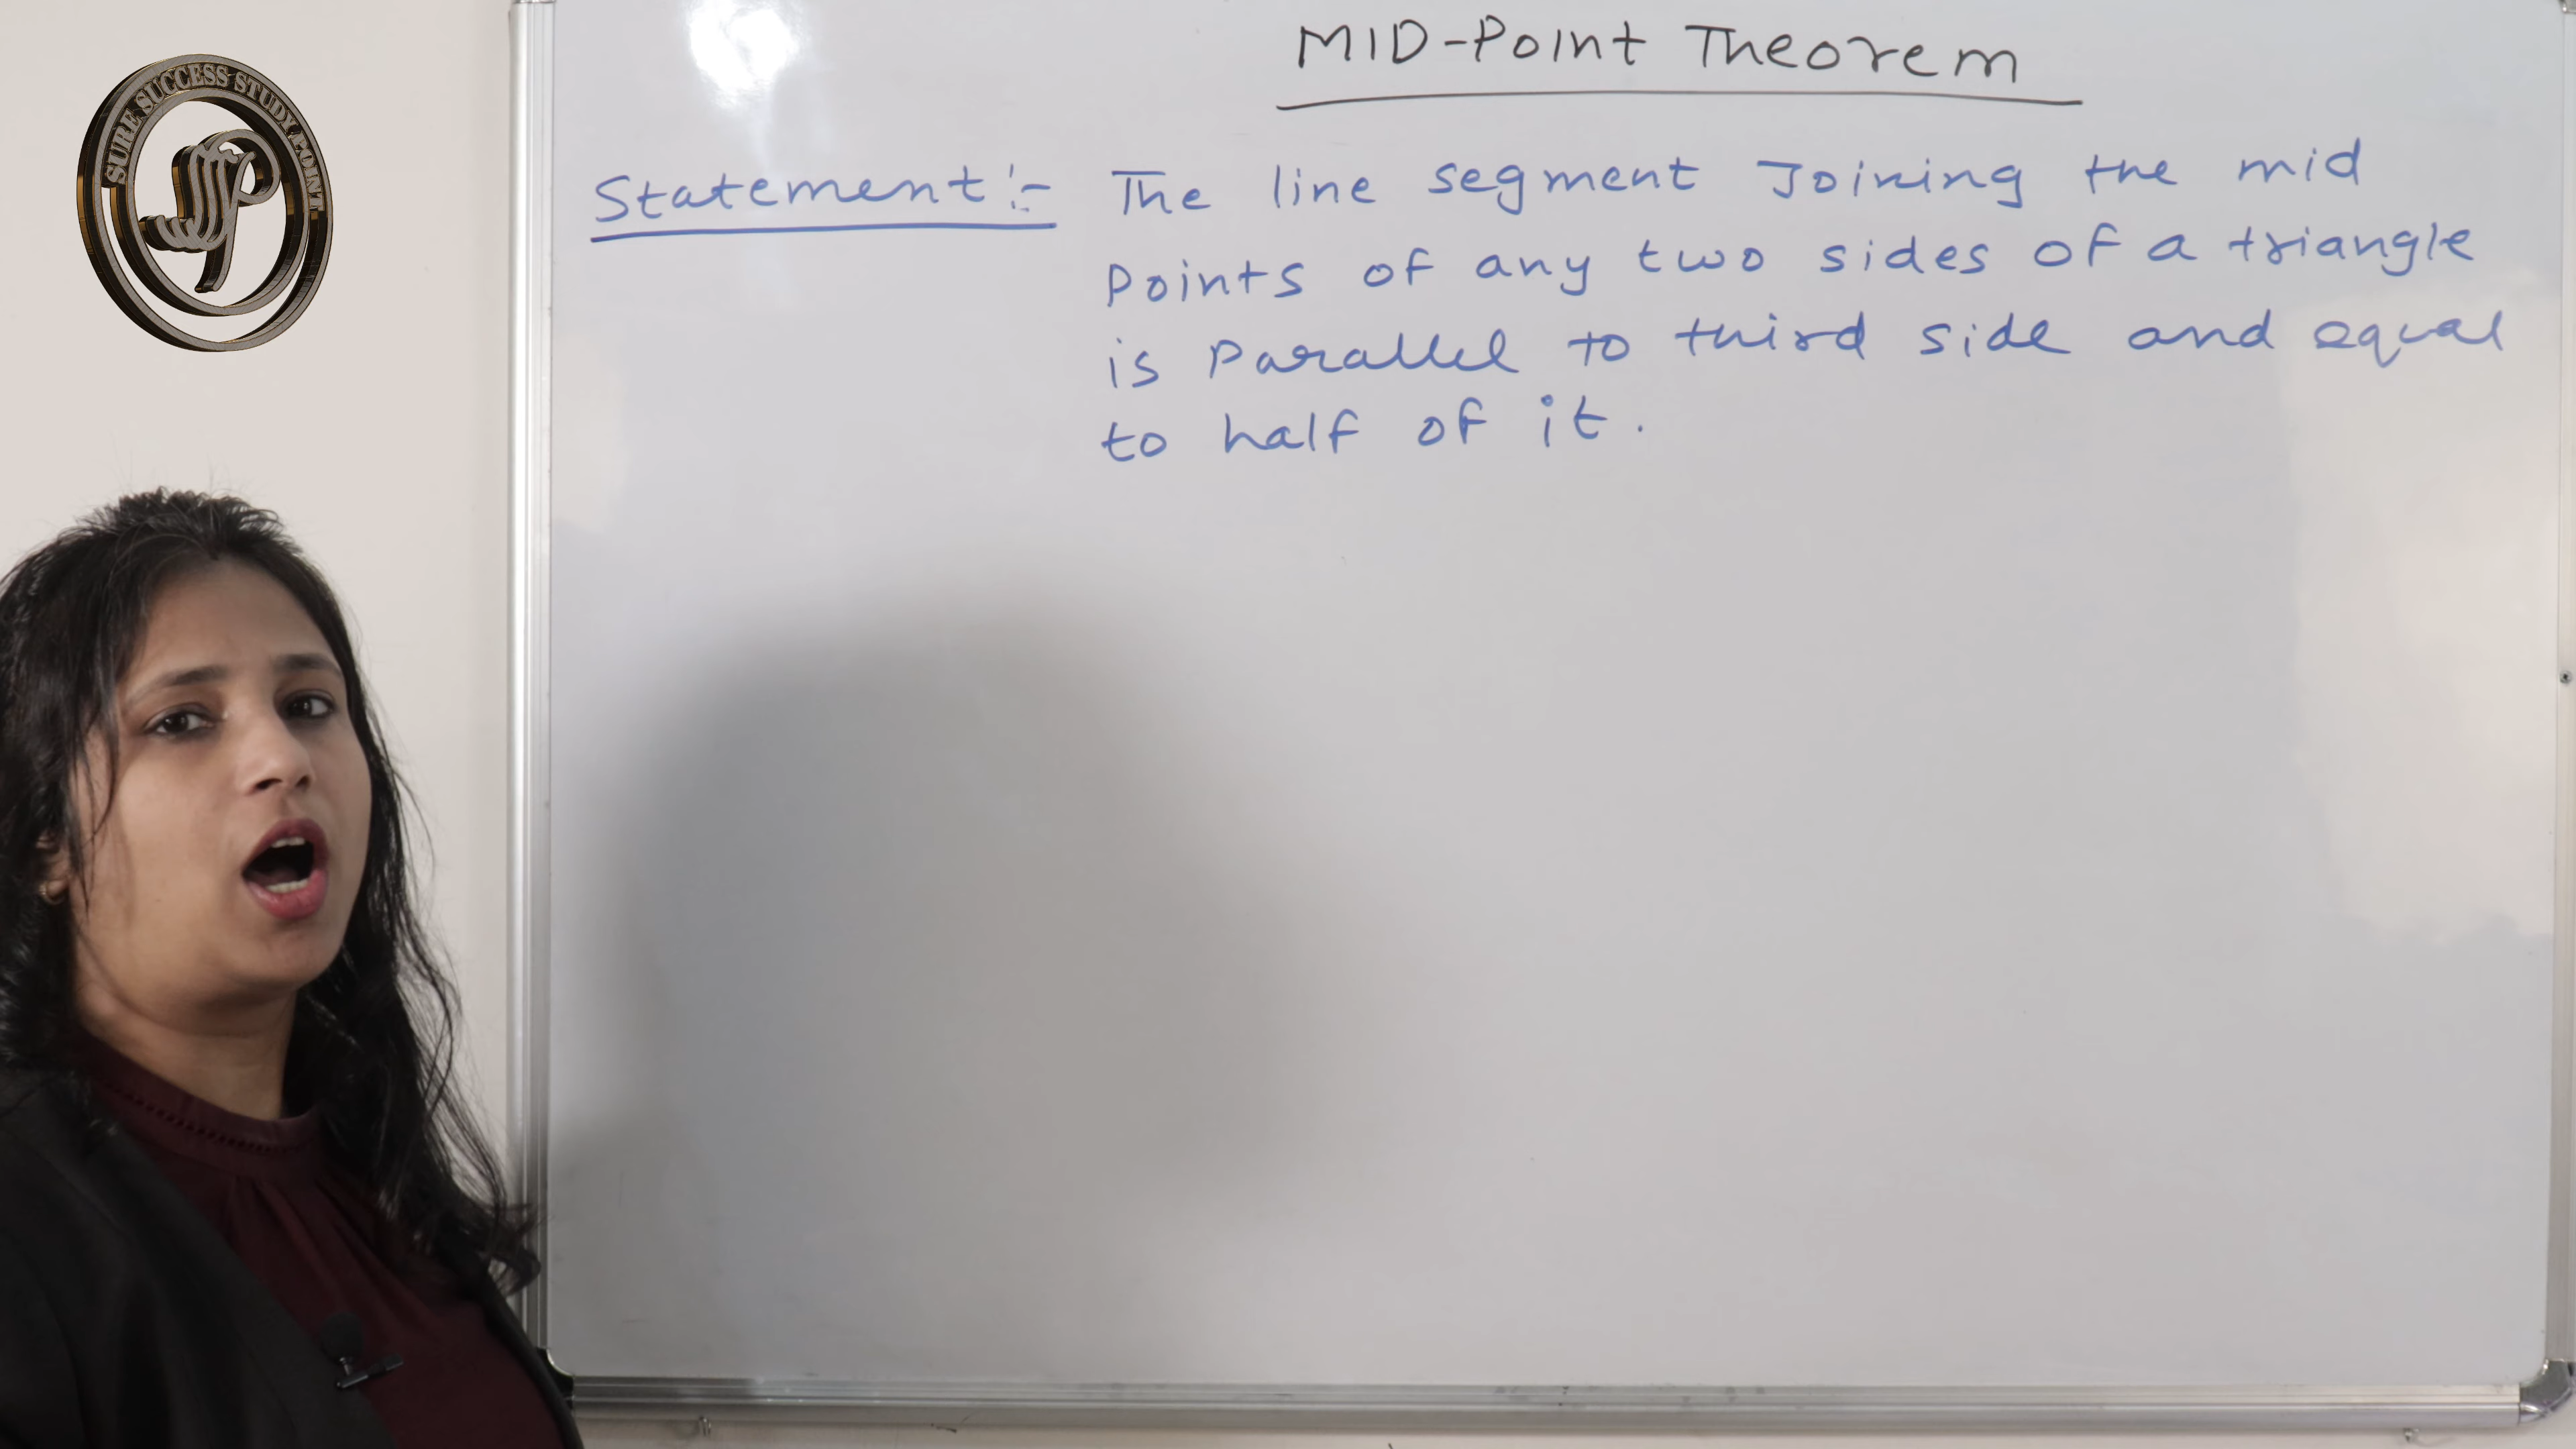 SURE SUCCESS STUDY POINT
MID-Point Theorem
Statement :- The line segment Joining the mid
Points of any two sides of a triangle
is Parallel to third side and equal
to half of it.